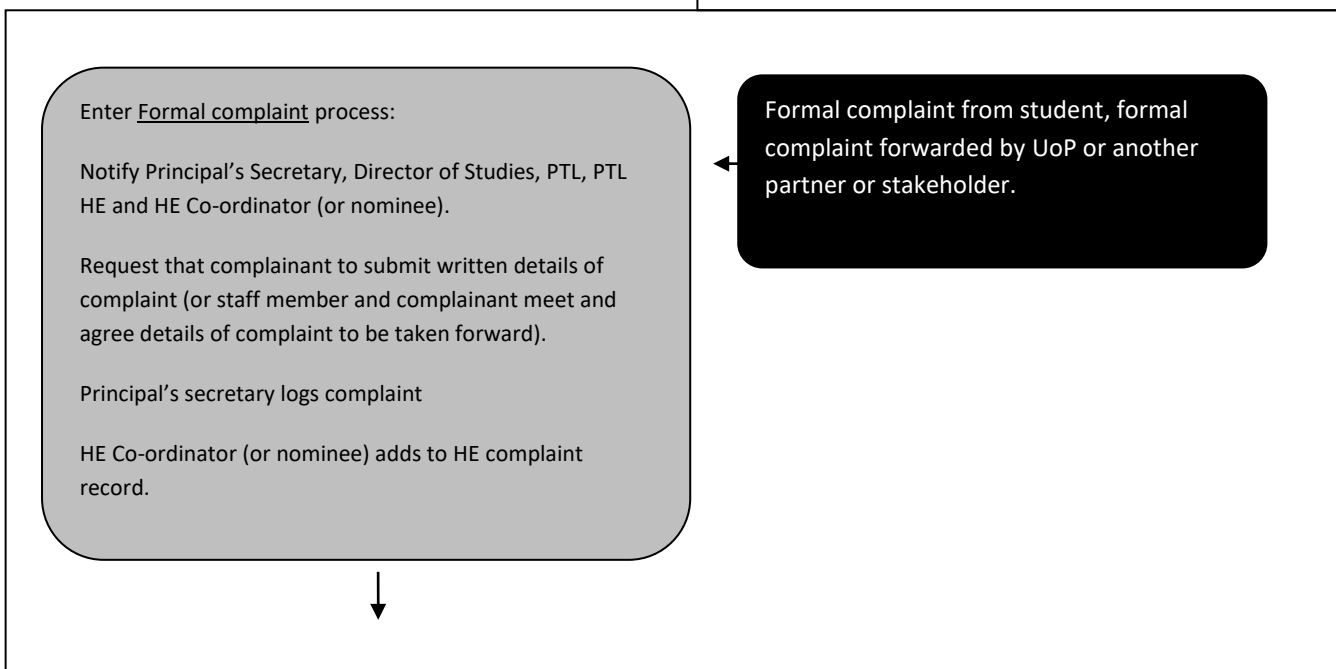 Enter Formal complaint process:
Notify Principal’s Secretary, Director of Studies, PTL, PTL
HE and HE Co-ordinator (or nominee).
Request that complainant to submit written details of
complaint (or staff member and complainant meet and
agree details of complaint to be taken forward).
Principal’s secretary logs complaint
HE Co-ordinator (or nominee) adds to HE complaint
record.
Formal complaint from student, formal
complaint forwarded by UoP or another
partner or stakeholder.